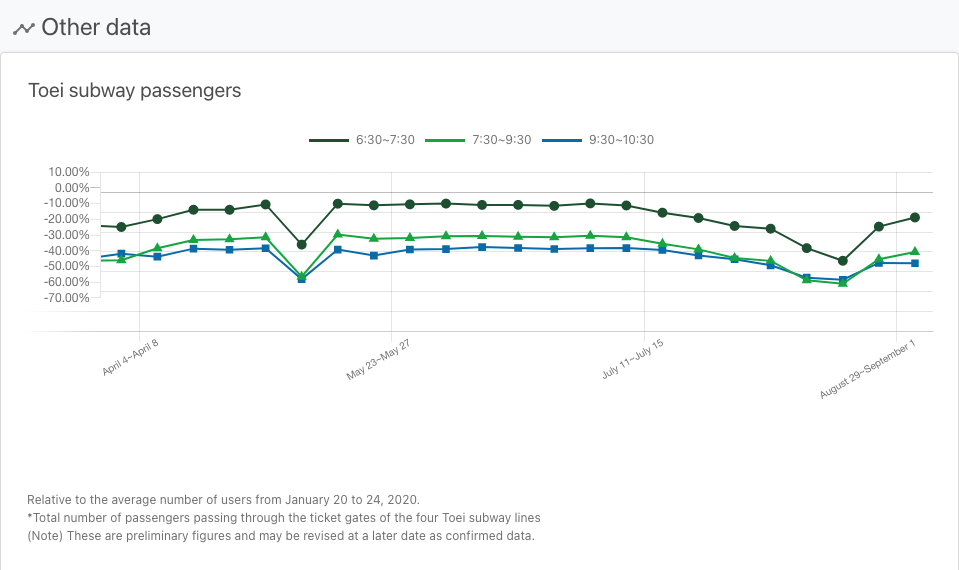 Other data
Toei subway passengers
6:30~7:30 7:30~9:30 9:30~10:30
10.00%
0.00%
-10.00%
-20.00%
-30.00%
-40.00%
-50.00%
-60.00%
-70.00%
April 4~April 8
May 23~May 27
July 11~July 15
August 29~September 1
Relative to the average number of users from January 20 to 24, 2020.
*Total number of passengers passing through the ticket gates of the four Toei subway lines
(Note) These are preliminary figures and may be revised at a later date as confirmed data.